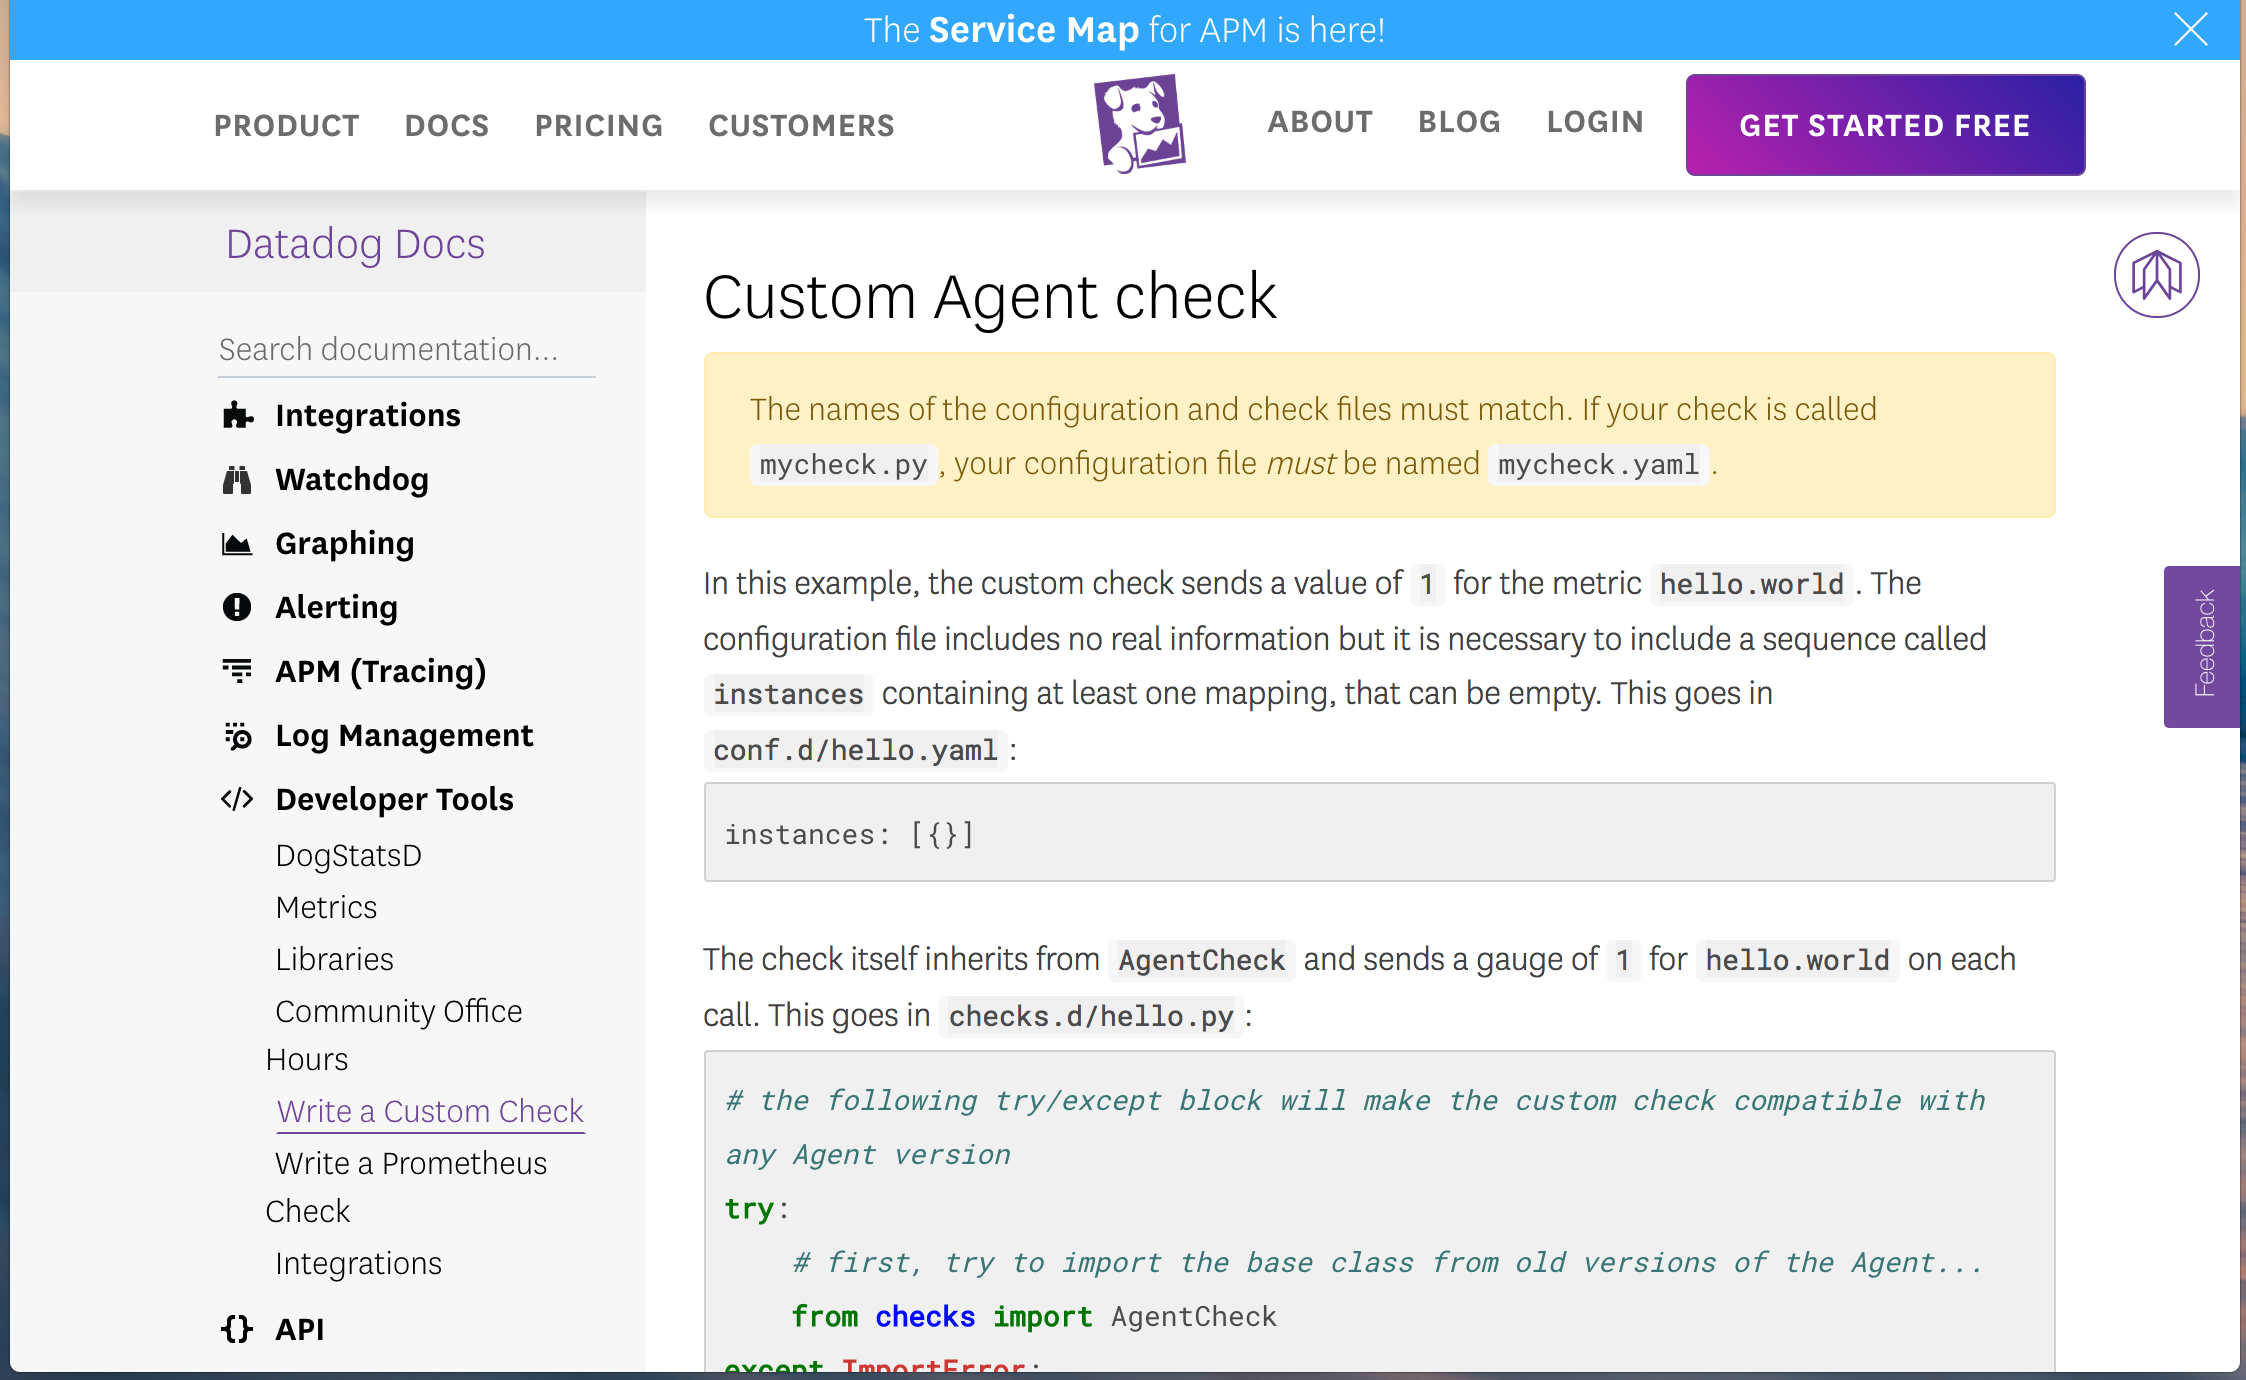 The Service Map for APM is here!
PRODUCT DOCS PRICING CUSTOMERS ABOUT BLOG LOGIN GET STARTED FREE
Datadog Docs
Search documentation...
Integrations
Watchdog
Graphing
Alerting
APM (Tracing)
Log Management
</> Developer Tools
DogStatsD
Metrics
Libraries
Community Office
Hours
Write a Custom Check
Write a Prometheus
Check
Integrations
{} API
Custom Agent check
The names of the configuration and check files must match. If your check is called
mycheck.py, your configuration file must be named mycheck.yaml.
In this example, the custom check sends a value of 1 for the metric hello.world. The
configuration file includes no real information but it is necessary to include a sequence called
instances containing at least one mapping, that can be empty. This goes in
conf.d/hello.yaml:
instances: [{}]
The check itself inherits from AgentCheck and sends a gauge of 1 for hello.world on each
call. This goes in checks.d/hello.py:
# the following try/except block will make the custom check compatible with
any Agent version
try:
# first, try to import the base class from old versions of the Agent...
from checks import AgentCheck
except ImportError:
Feedback